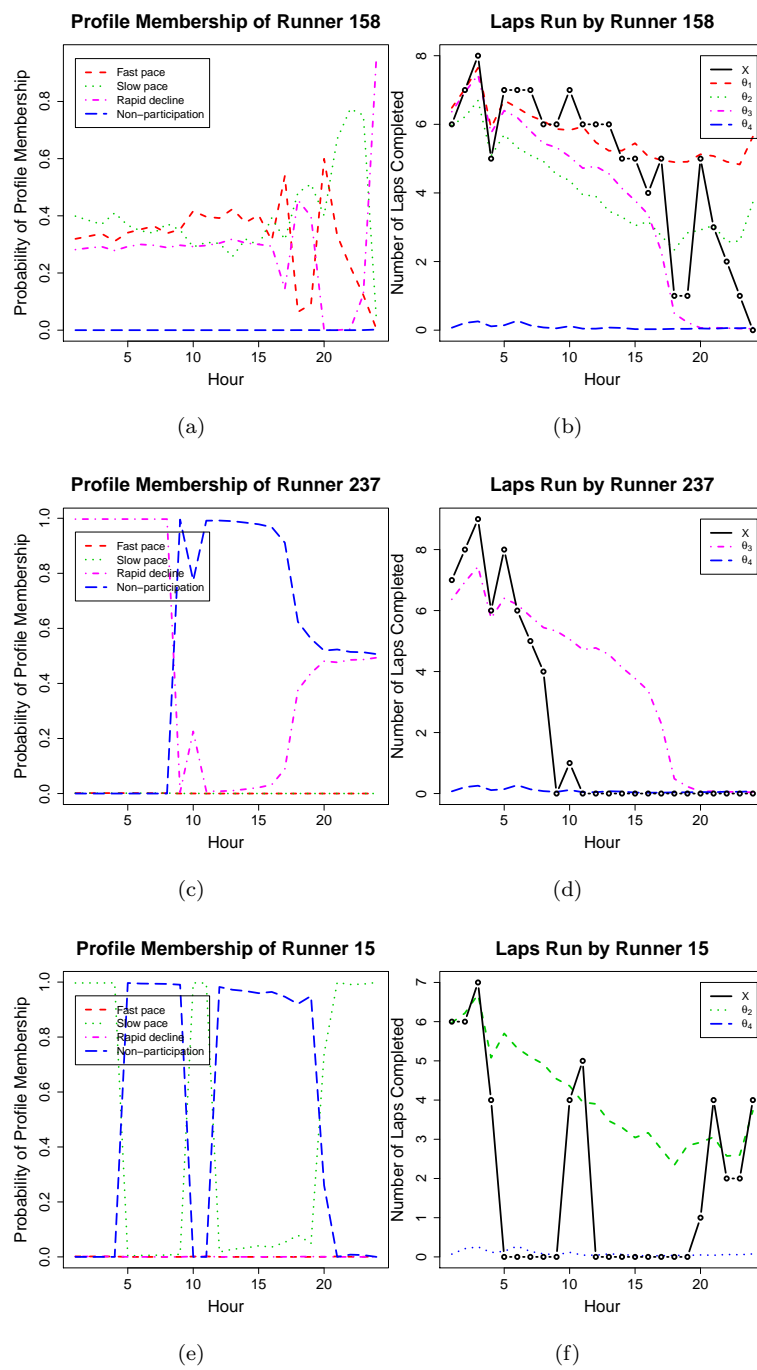 Profile Membership of Runner 158
Probability of Profile Membership
0.0 0.2 0.4 0.6 0.8
Fast pace
Slow pace
Rapid decline
Non−participation
5 10 15 20
Hour
(a)
Laps Run by Runner 158
Number of Laps Completed
0 2 4 6 8
X
θ1
θ2
θ3
θ4
5 10 15 20
Hour
(b)
Profile Membership of Runner 237
Probability of Profile Membership
0.0 0.2 0.4 0.6 0.8 1.0
Fast pace
Slow pace
Rapid decline
Non−participation
5 10 15 20
Hour
(c)
Laps Run by Runner 237
Number of Laps Completed
0 2 4 6 8
X
θ3
θ4
5 10 15 20
Hour
(d)
Profile Membership of Runner 15
Probability of Profile Membership
0.0 0.2 0.4 0.6 0.8 1.0
Fast pace
Slow pace
Rapid decline
Non−participation
5 10 15 20
Hour
(e)
Laps Run by Runner 15
Number of Laps Completed
0 1 2 3 4 5 6 7
X
θ2
θ4
5 10 15 20
Hour
(f)